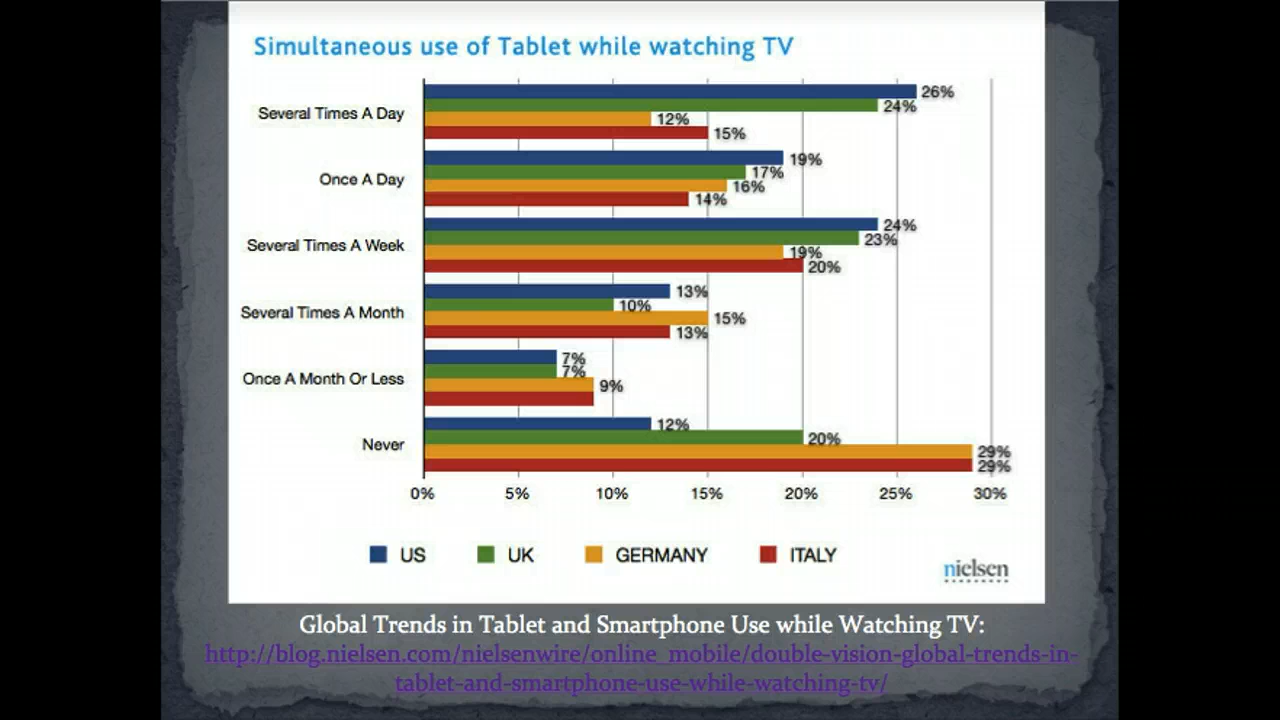 Simultaneous use of Tablet while watching TV
Several Times A Day
26%
24%
12%
15%
Once A Day
19%
17%
16%
14%
Several Times A Week
24%
23%
19%
20%
Several Times A Month
13%
10%
15%
13%
Once A Month Or Less
7%
7%
9%
Never
12%
20%
29%
29%
0% 5% 10% 15% 20% 25% 30%
US UK GERMANY ITALY
nielsen
Global Trends in Tablet and Smartphone Use while Watching TV:
http://blog.nielsen.com/nielsenwire/online_mobile/double-vision-global-trends-in-
tablet-and-smartphone-use-while-watching-tv/